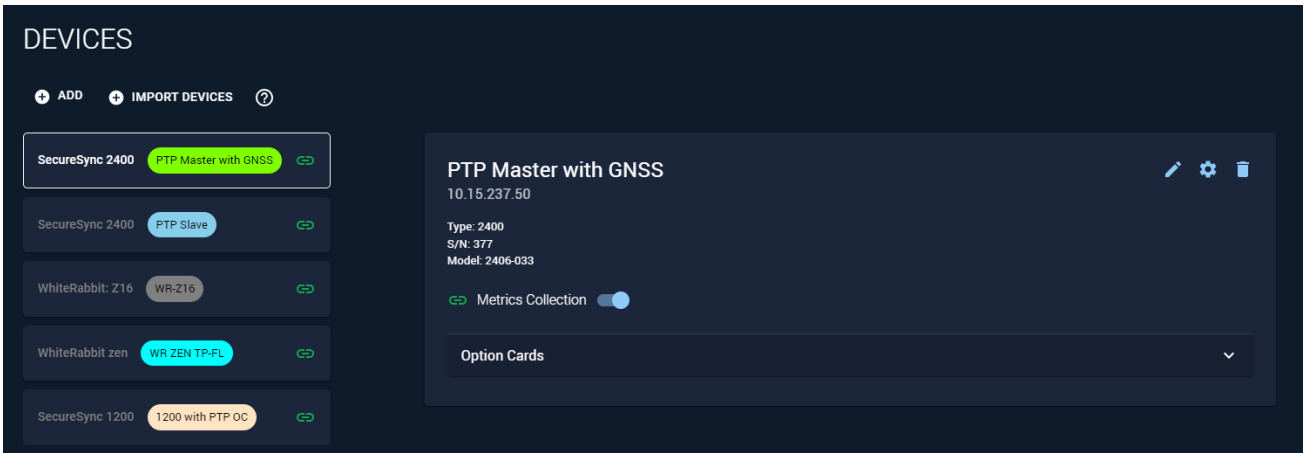 DEVICES
ADD IMPORT DEVICES ?
SecureSync 2400 PTP Master with GNSS
SecureSync 2400 PTP Slave
WhiteRabbit: Z16 WR-Z16
WhiteRabbit zen WR ZEN TP-FL
SecureSync 1200 1200 with PTP OC
PTP Master with GNSS
10.15.237.50
Type: 2400
S/N: 377
Model: 2406-033
Metrics Collection
Option Cards